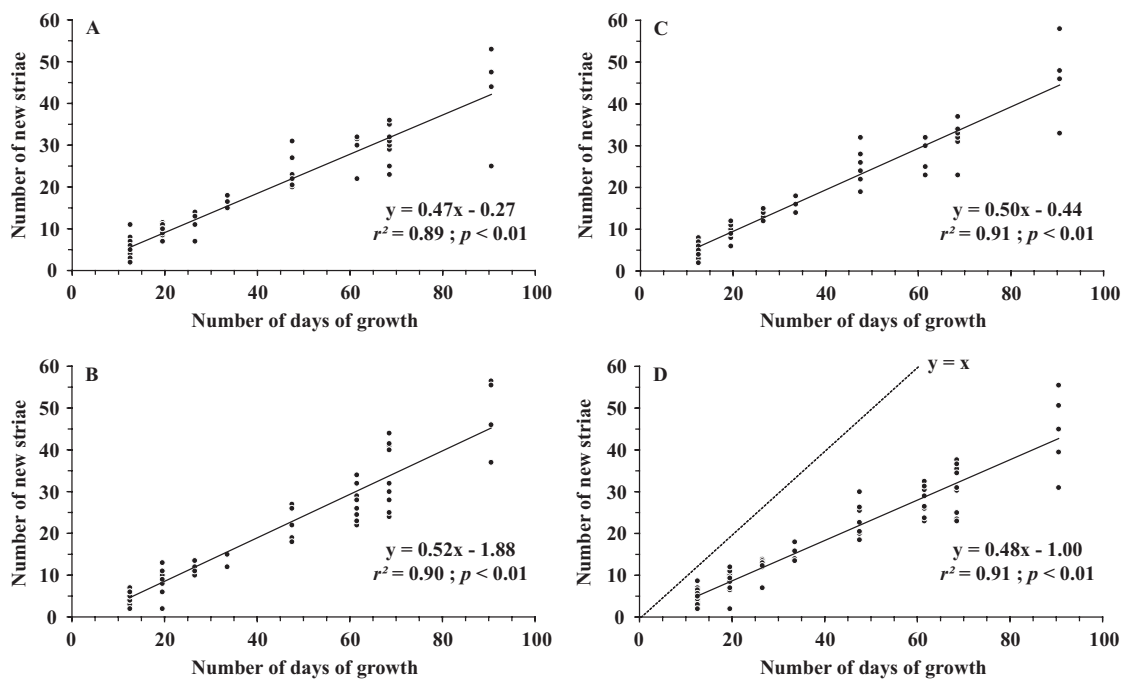 A
Number of new striae
60
50
40
30
20
10
0
y = 0.47x - 0.27
r² = 0.89 ; p < 0.01
0 20 40 60 80 100
Number of days of growth
C
Number of new striae
60
50
40
30
20
10
0
y = 0.50x - 0.44
r² = 0.91 ; p < 0.01
0 20 40 60 80 100
Number of days of growth
B
Number of new striae
60
50
40
30
20
10
0
y = 0.52x - 1.88
r² = 0.90 ; p < 0.01
0 20 40 60 80 100
Number of days of growth
D
Number of new striae
60
50
40
30
20
10
0
y = x
y = 0.48x - 1.00
r² = 0.91 ; p < 0.01
0 20 40 60 80 100
Number of days of growth